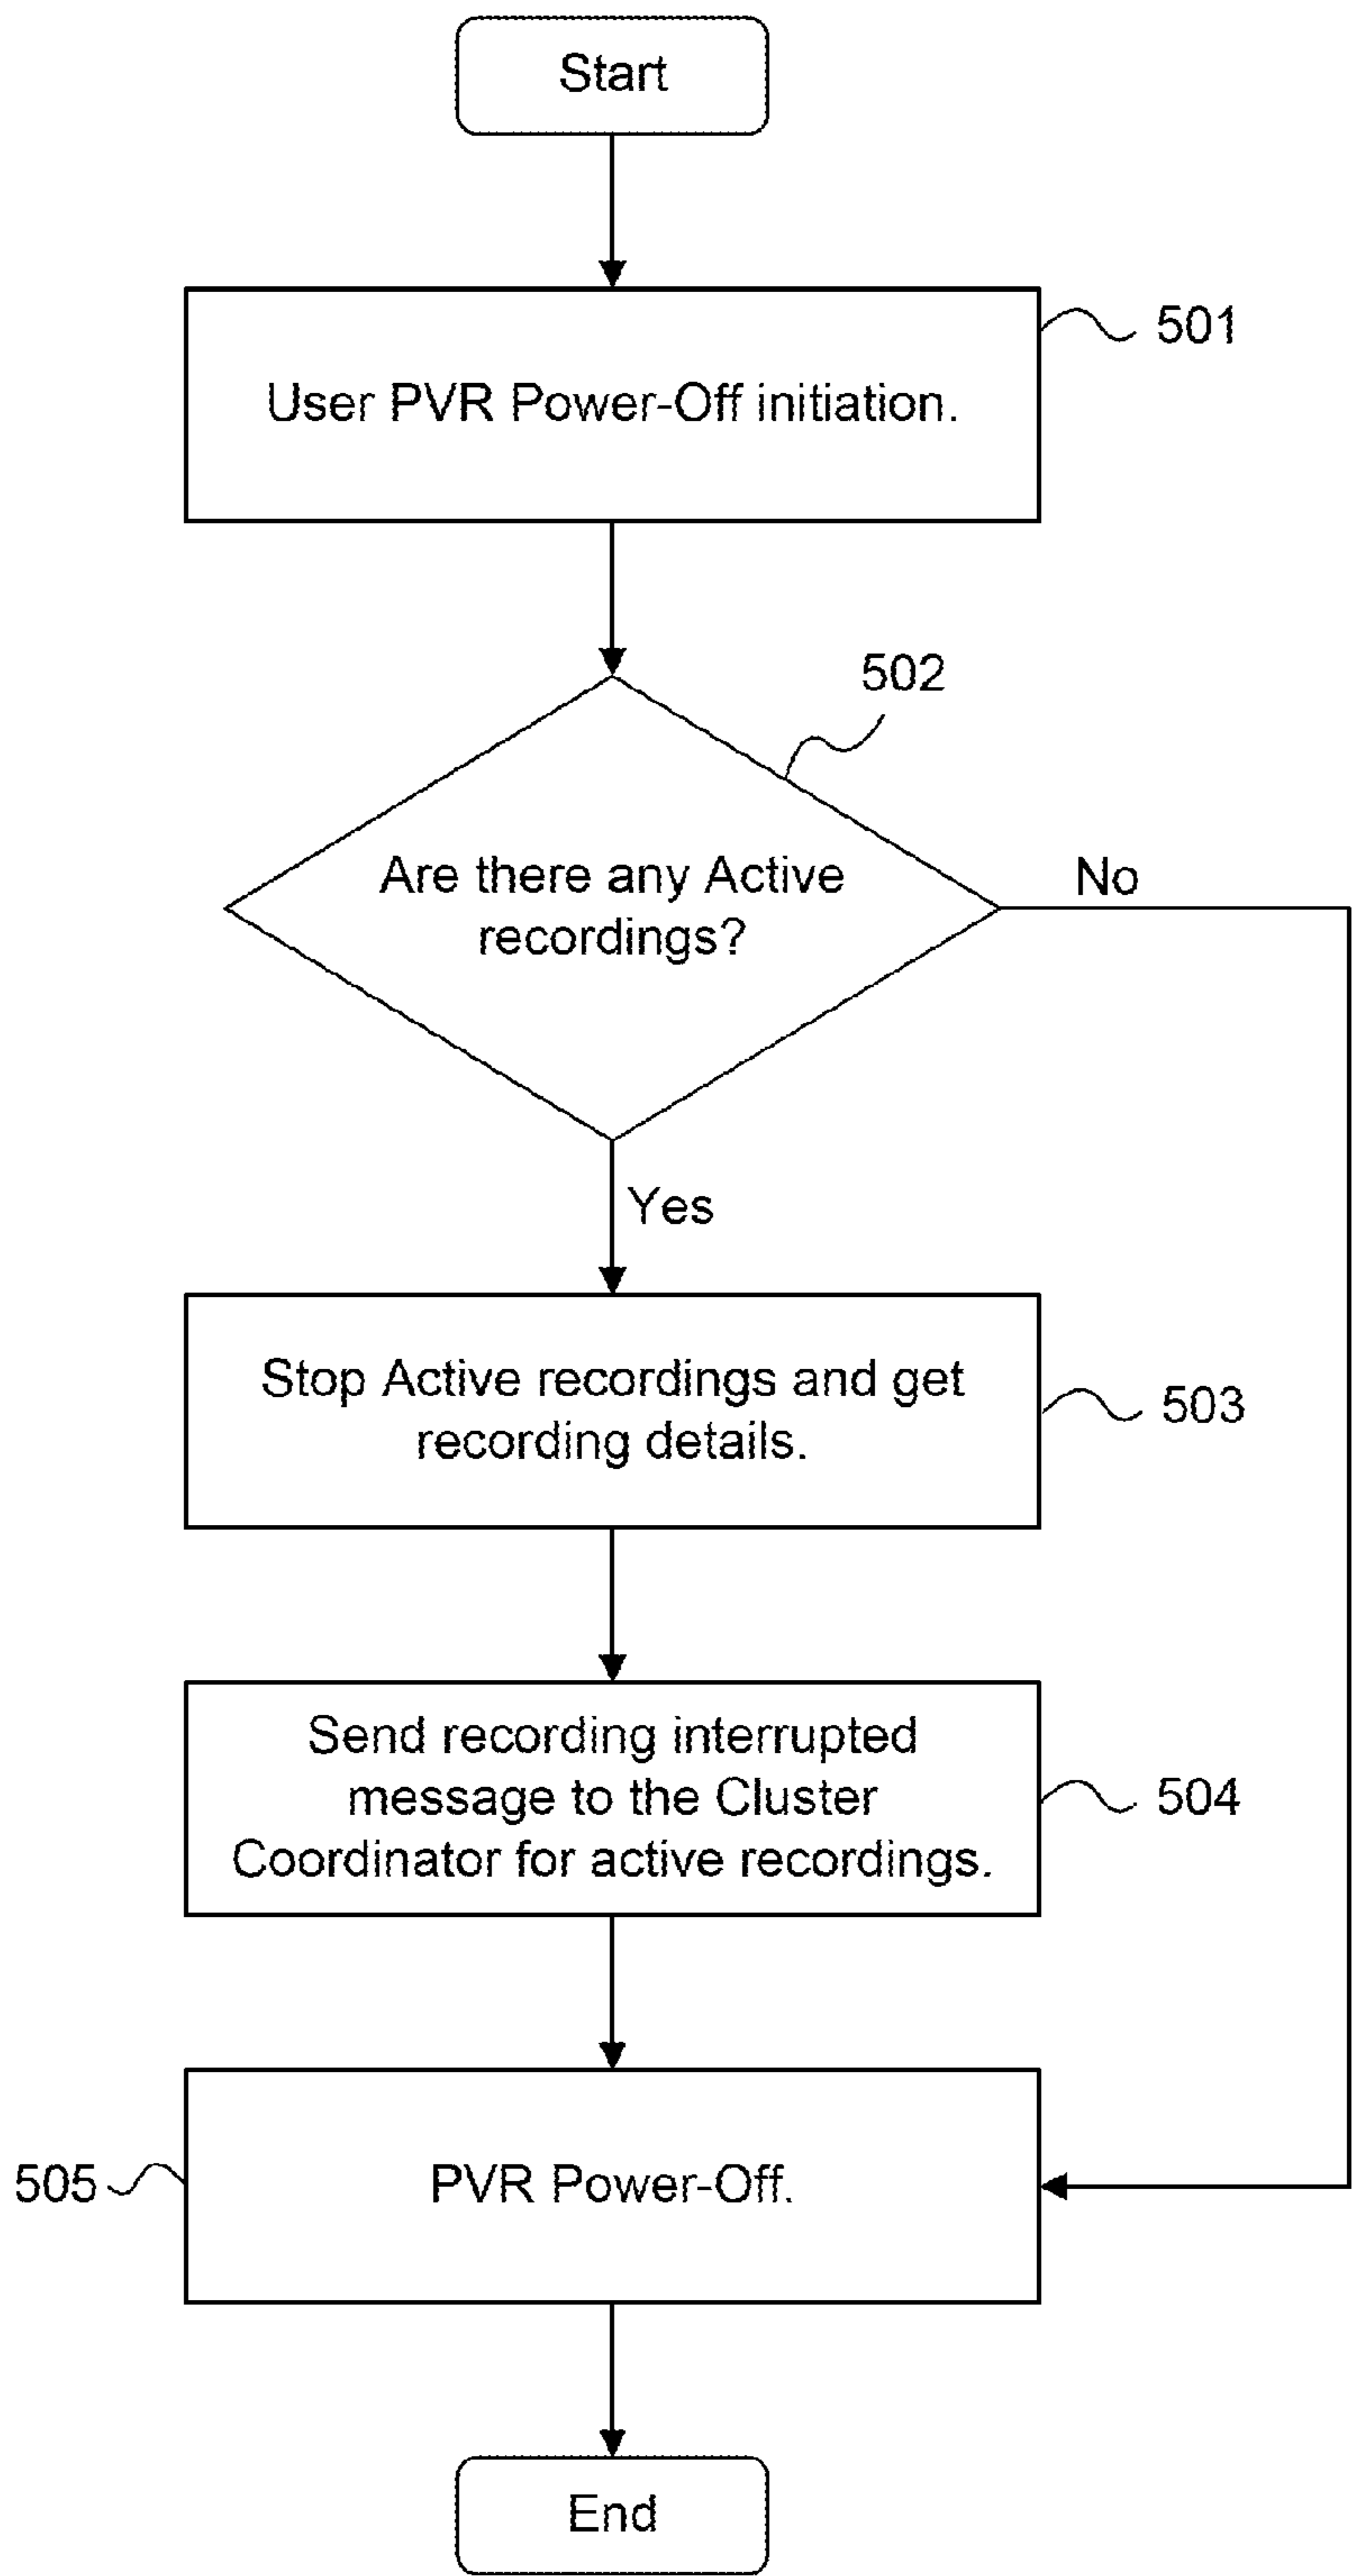 Start
501
User PVR Power-Off initiation.
502
Are there any Active
recordings?
No
Yes
Stop Active recordings and get
recording details.
503
Send recording interrupted
message to the Cluster
Coordinator for active recordings.
504
505
PVR Power-Off.
End